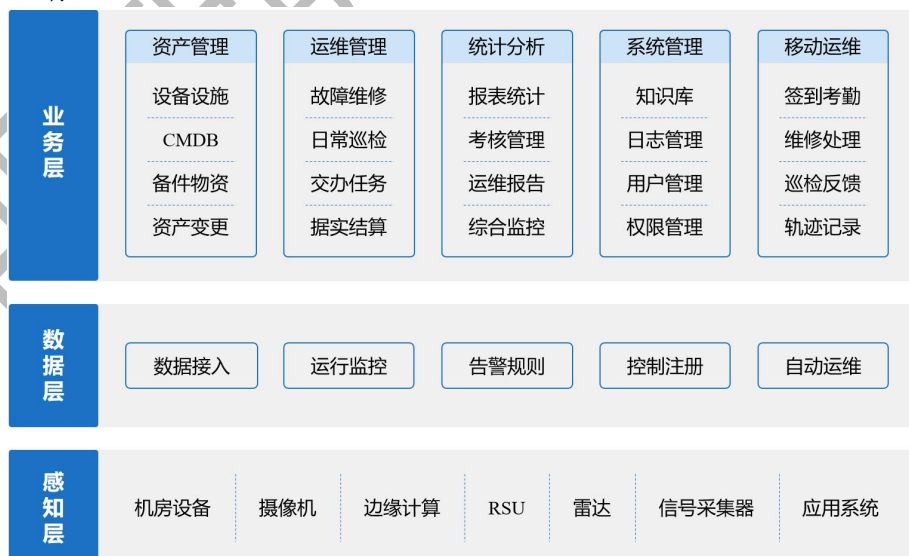 业务层
资产管理
设备设施
CMDB
备件物资
资产变更
运维管理
故障维修
日常巡检
交办任务
据实结算
统计分析
报表统计
考核管理
运维报告
综合监控
系统管理
知识库
日志管理
用户管理
权限管理
移动运维
签到考勤
维修处理
巡检反馈
轨迹记录
数据层
数据接入
运行监控
告警规则
控制注册
自动运维
感知层
机房设备
摄像机
边缘计算
RSU
雷达
信号采集器
应用系统